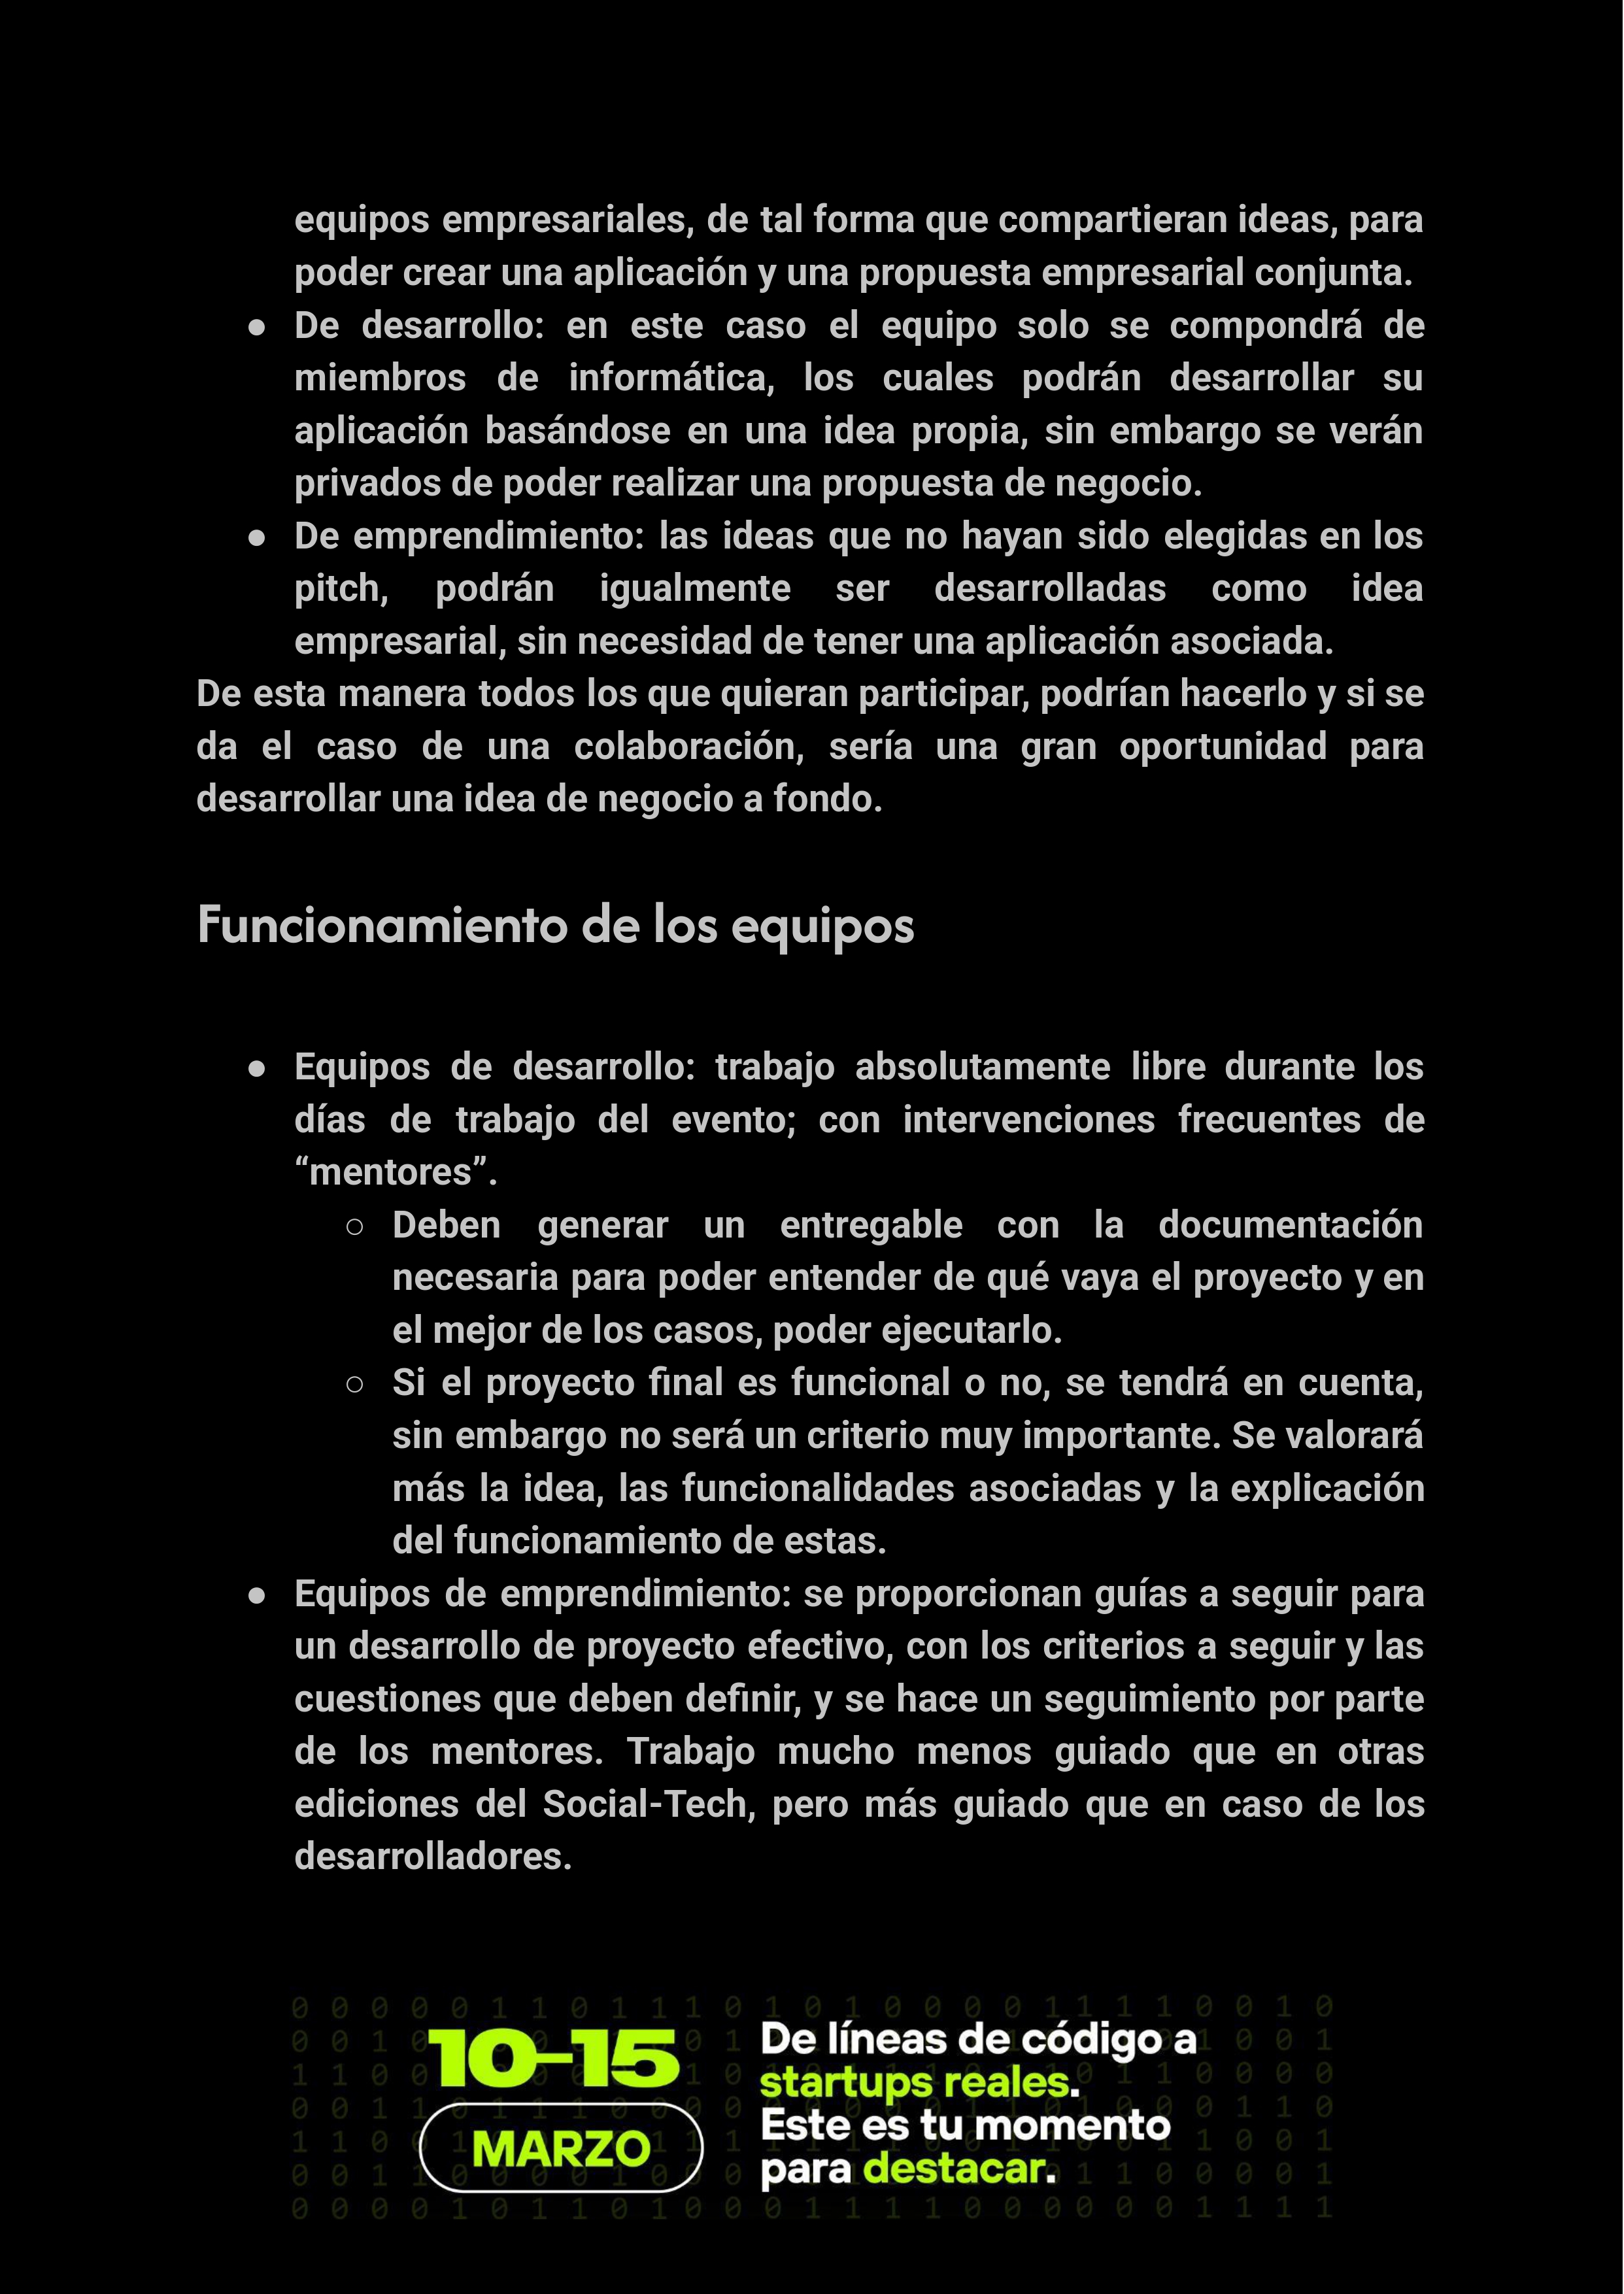 equipos empresariales, de tal forma que compartieran ideas, para
poder crear una aplicación y una propuesta empresarial conjunta.
● De desarrollo: en este caso el equipo solo se compondrá de
miembros de informática, los cuales podrán desarrollar su
aplicación basándose en una idea propia, sin embargo se verán
privados de poder realizar una propuesta de negocio.
● De emprendimiento: las ideas que no hayan sido elegidas en los
pitch, podrán igualmente ser desarrolladas como idea
empresarial, sin necesidad de tener una aplicación asociada.
De esta manera todos los que quieran participar, podrían hacerlo y si se
da el caso de una colaboración, sería una gran oportunidad para
desarrollar una idea de negocio a fondo.
Funcionamiento de los equipos
● Equipos de desarrollo: trabajo absolutamente libre durante los
días de trabajo del evento; con intervenciones frecuentes de
“mentores”.
○ Deben generar un entregable con la documentación
necesaria para poder entender de qué vaya el proyecto y en
el mejor de los casos, poder ejecutarlo.
○ Si el proyecto final es funcional o no, se tendrá en cuenta,
sin embargo no será un criterio muy importante. Se valorará
más la idea, las funcionalidades asociadas y la explicación
del funcionamiento de estas.
● Equipos de emprendimiento: se proporcionan guías a seguir para
un desarrollo de proyecto efectivo, con los criterios a seguir y las
cuestiones que deben definir, y se hace un seguimiento por parte
de los mentores. Trabajo mucho menos guiado que en otras
ediciones del Social-Tech, pero más guiado que en caso de los
desarrolladores.
10–15
MARZO
De líneas de código a
startups reales.
Este es tu momento
para destacar.